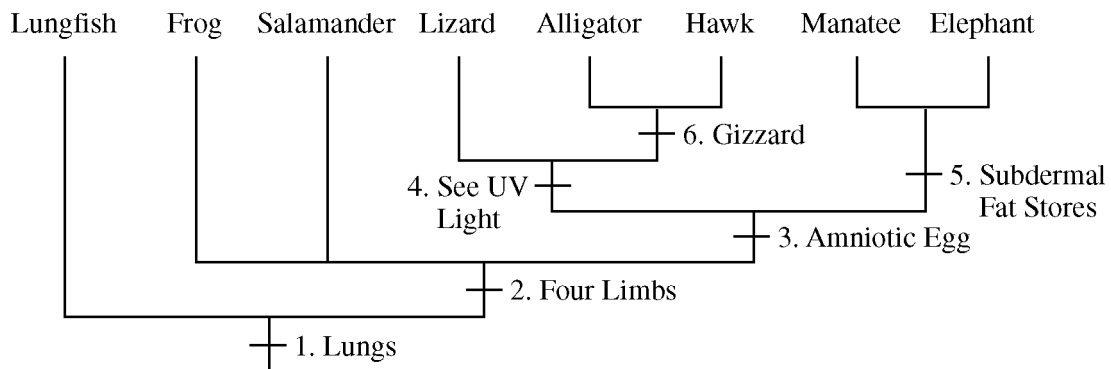 Lungfish Frog Salamander Lizard Alligator Hawk Manatee Elephant
6. Gizzard
4. See UV
Light
5. Subdermal
Fat Stores
3. Amniotic Egg
2. Four Limbs
1. Lungs